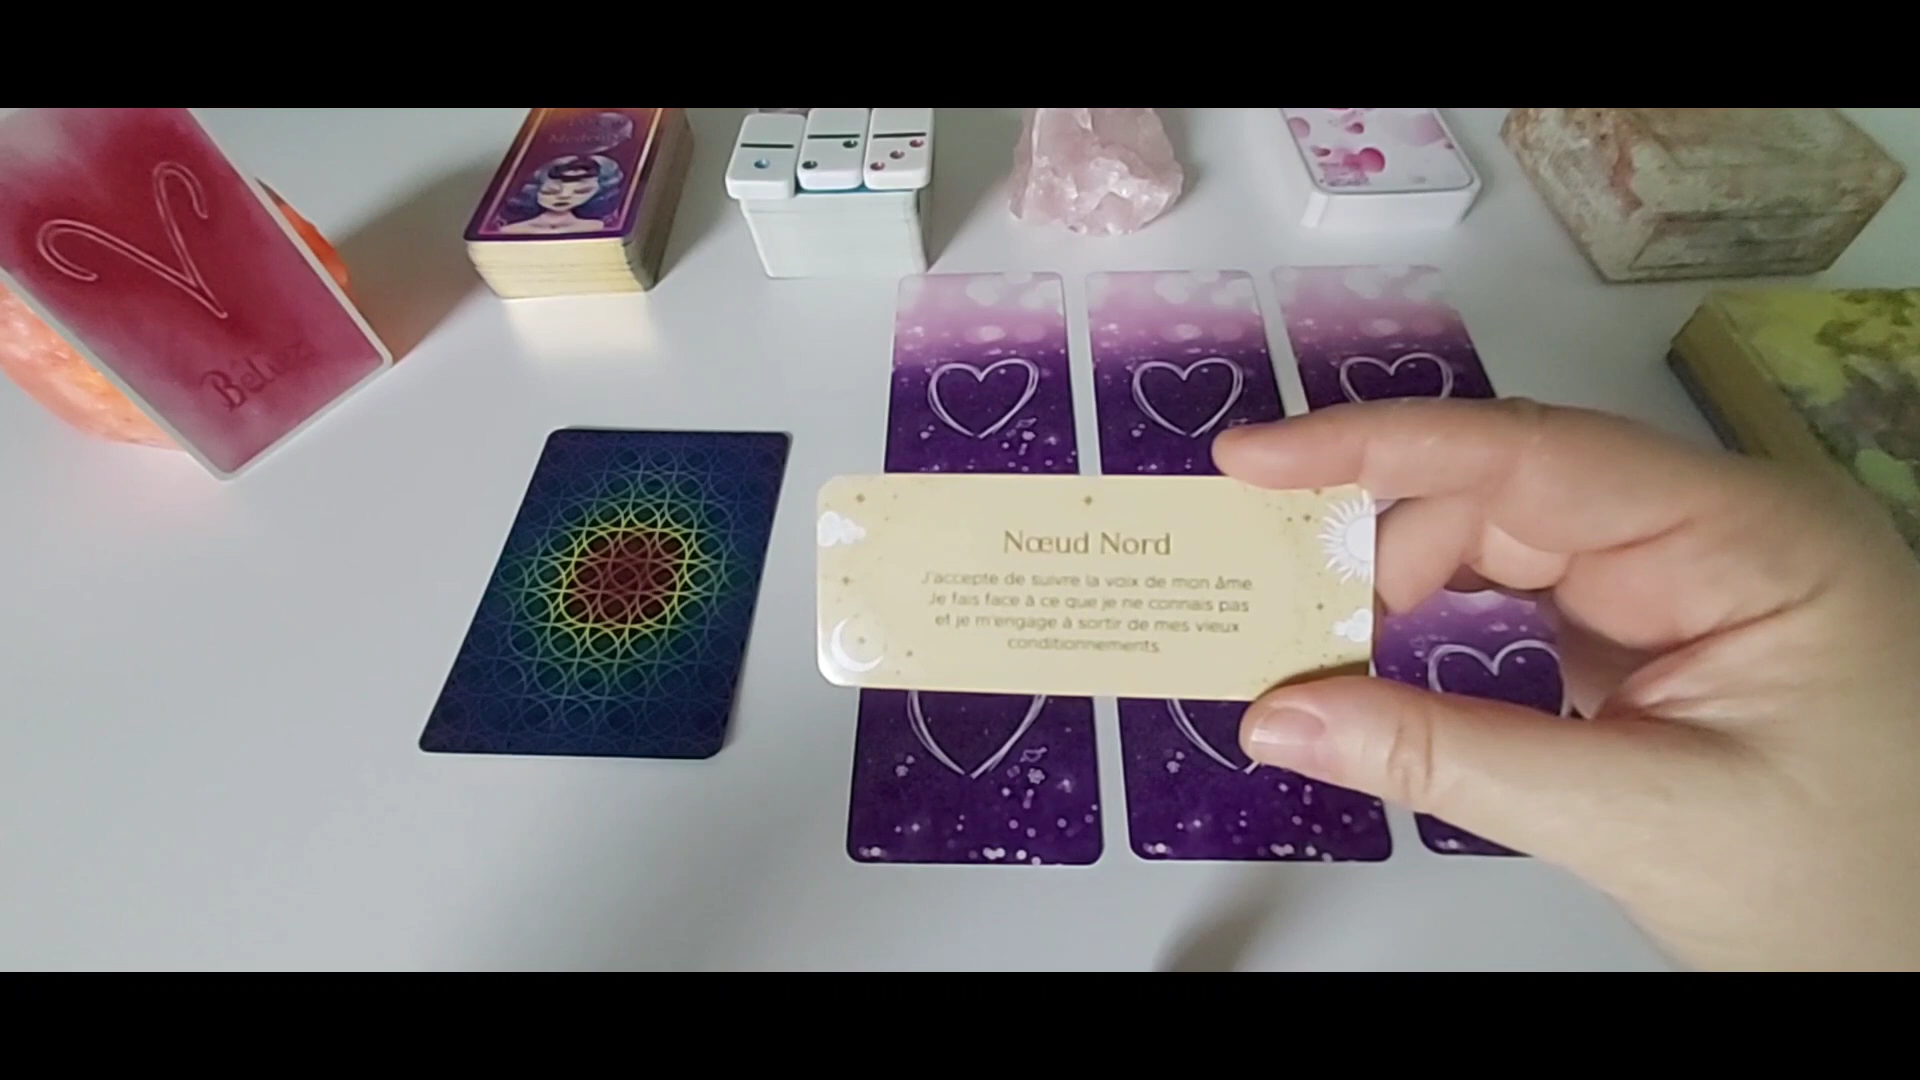 Bélier
Nœud Nord
J'accepte de suivre la voix de mon âme
Je fais face à ce que je ne connais pas
et je m'engage à sortir de mes vieux
conditionnements.